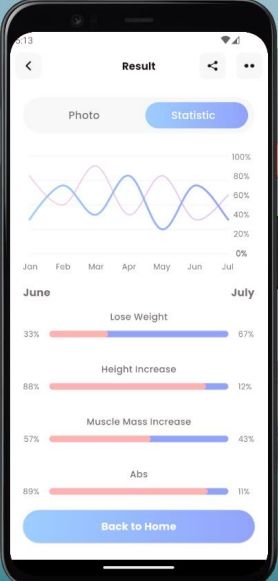 5:13
Result
Photo Statistic
100%
80%
60%
40%
20%
0%
Jan Feb Mar Apr May Jun Jul
June July
Lose Weight
33% 67%
Height Increase
88% 12%
Muscle Mass Increase
57% 43%
Abs
89% 11%
Back to Home